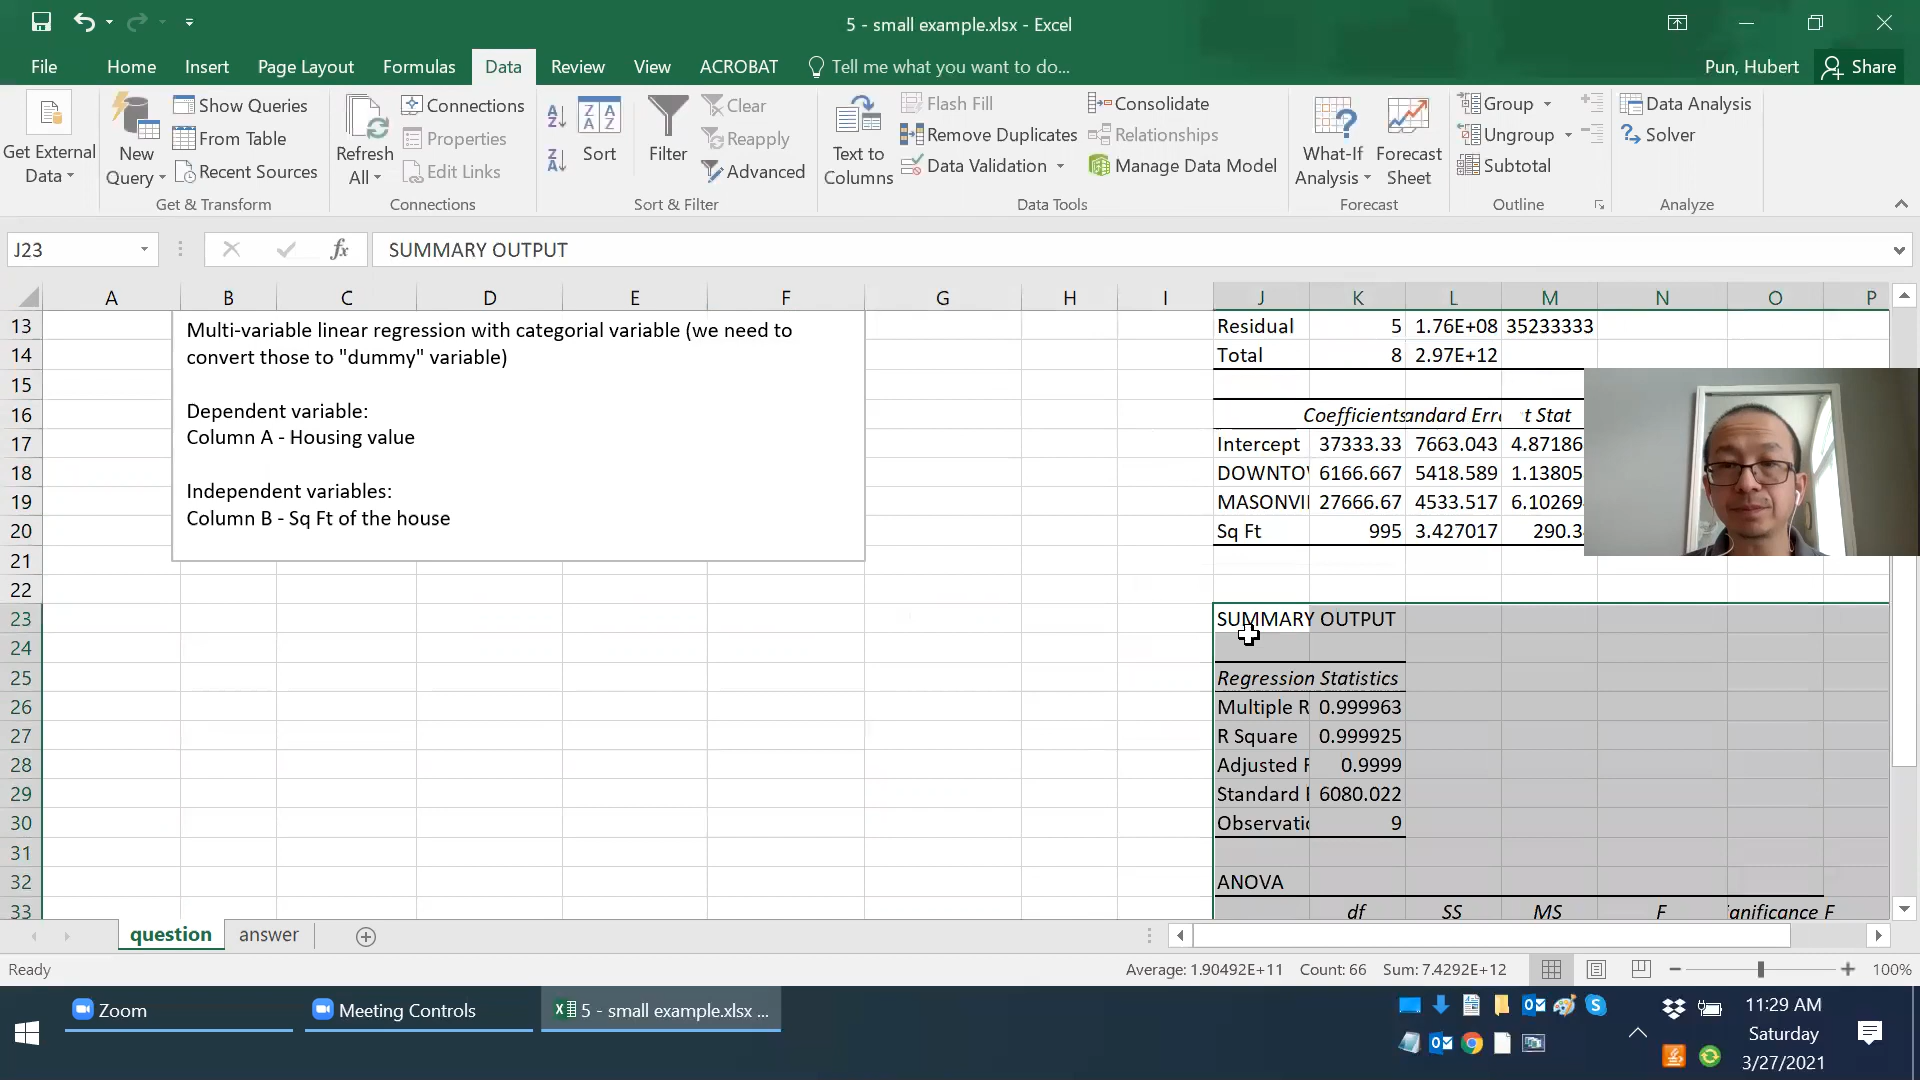 5 - small example.xlsx - Excel
File Home Insert Page Layout Formulas Data Review View ACROBAT Tell me what you want to do... Pun, Hubert Share
Get External Data
New Query
Show Queries
From Table
Recent Sources
Get & Transform
Refresh All
Connections
Properties
Edit Links
Connections
Sort
Filter
Clear
Reapply
Advanced
Sort & Filter
Text to Columns
Flash Fill
Remove Duplicates
Data Validation
Consolidate
Relationships
Manage Data Model
Data Tools
What-If Analysis
Forecast Sheet
Forecast
Group
Ungroup
Subtotal
Outline
Data Analysis
Solver
Analyze
J23 fx SUMMARY OUTPUT
A B C D E F G H I J K L M N O P
13 Residual 5 1.76E+08 35233333
14 Total 8 2.97E+12
15
16 Coefficients andard Erro t Stat
17 Intercept 37333.33 7663.043 4.87186
18 DOWNTO 6166.667 5418.589 1.13805
19 MASONVI 27666.67 4533.517 6.10269
20 Sq Ft 995 3.427017 290.3
21
22
23 SUMMARY OUTPUT
24
25 Regression Statistics
26 Multiple R 0.999963
27 R Square 0.999925
28 Adjusted 0.9999
29 Standard 6080.022
30 Observatio 9
31
32 ANOVA
33 df SS MS F ignificance F
Multi-variable linear regression with categorial variable (we need to
convert those to "dummy" variable)
Dependent variable:
Column A - Housing value
Independent variables:
Column B - Sq Ft of the house
question answer
Ready Average: 1.90492E+11 Count: 66 Sum: 7.4292E+12 100%
Zoom Meeting Controls 5 - small example.xlsx ...
11:29 AM
Saturday
3/27/2021